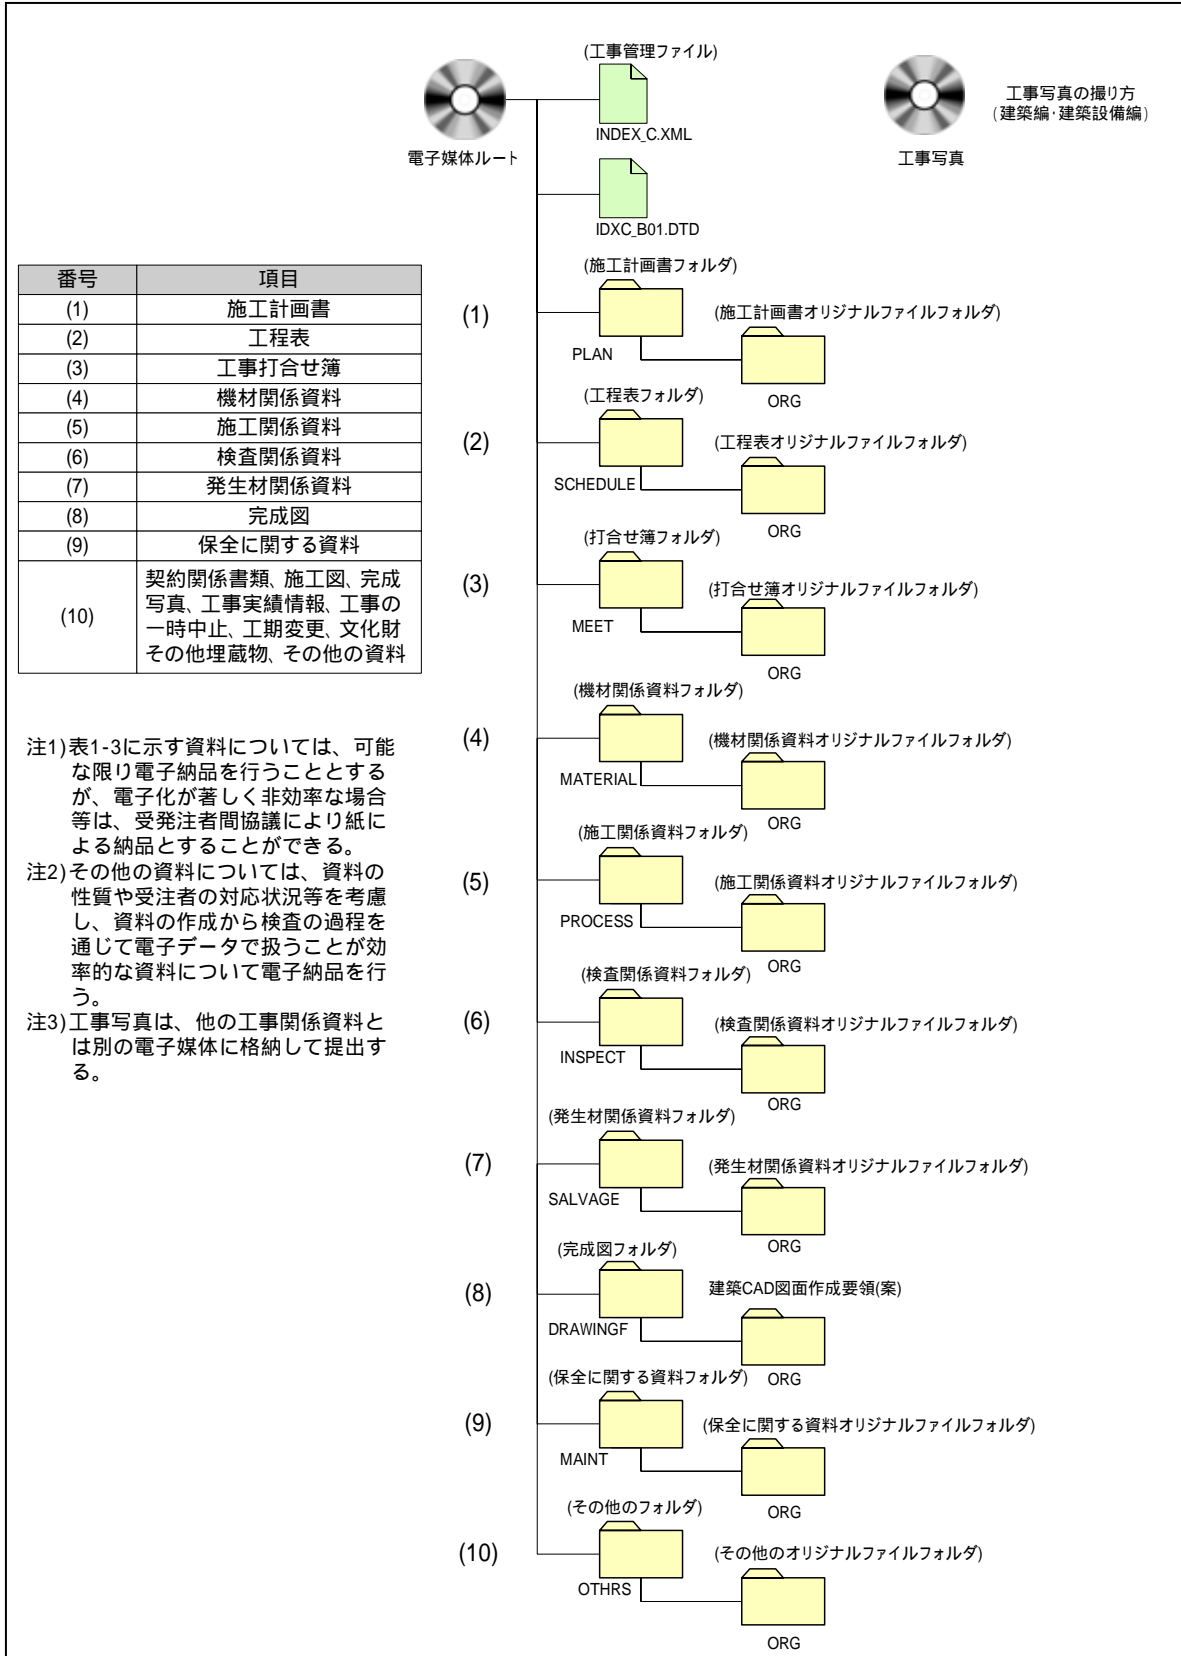 (工事管理ファイル)
INDEX_C.XML
電子媒体ルート
工事写真の撮り方
(建築編・建築設備編)
工事写真
IDXC_B01.DTD
番号 項目
(1) 施工計画書
(2) 工程表
(3) 工事打合せ簿
(4) 機材関係資料
(5) 施工関係資料
(6) 検査関係資料
(7) 発生材関係資料
(8) 完成図
(9) 保全に関する資料
(10) 契約関係書類、施工図、完成
写真、工事実績情報、工事の
一時中止、工期変更、文化財
その他埋蔵物、その他の資料
注1)表1-3に示す資料については、可能
な限り電子納品を行うこととする
が、電子化が著しく非効率な場合
等は、受発注者間協議により紙に
よる納品とすることができる。
注2)その他の資料については、資料の
性質や受注者の対応状況等を考慮
し、資料の作成から検査の過程を
通じて電子データで扱うことが効
率的な資料について電子納品を行
う。
注3)工事写真は、他の工事関係資料と
は別の電子媒体に格納して提出す
る。
(施工計画書フォルダ)
(1)
(施工計画書オリジナルファイルフォルダ)
PLAN
ORG
(工程表フォルダ)
(2)
(工程表オリジナルファイルフォルダ)
SCHEDULE
ORG
(打合せ簿フォルダ)
(3)
(打合せ簿オリジナルファイルフォルダ)
MEET
ORG
(機材関係資料フォルダ)
(4)
(機材関係資料オリジナルファイルフォルダ)
MATERIAL
ORG
(施工関係資料フォルダ)
(5)
(施工関係資料オリジナルファイルフォルダ)
PROCESS
ORG
(検査関係資料フォルダ)
(6)
(検査関係資料オリジナルファイルフォルダ)
INSPECT
ORG
(発生材関係資料フォルダ)
(7)
(発生材関係資料オリジナルファイルフォルダ)
SALVAGE
ORG
(完成図フォルダ)
(8)
建築CAD図面作成要領(案)
DRAWINGF
ORG
(保全に関する資料フォルダ)
(9)
(保全に関する資料オリジナルファイルフォルダ)
MAINT
ORG
(その他のフォルダ)
(10)
(その他のオリジナルファイルフォルダ)
OTHRS
ORG